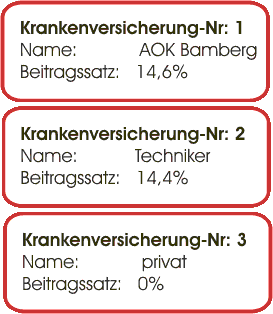 Krankenversicherung-Nr: 1
Name: AOK Bamberg
Beitragssatz: 14,6%
Krankenversicherung-Nr: 2
Name: Techniker
Beitragssatz: 14,4%
Krankenversicherung-Nr: 3
Name: privat
Beitragssatz: 0%